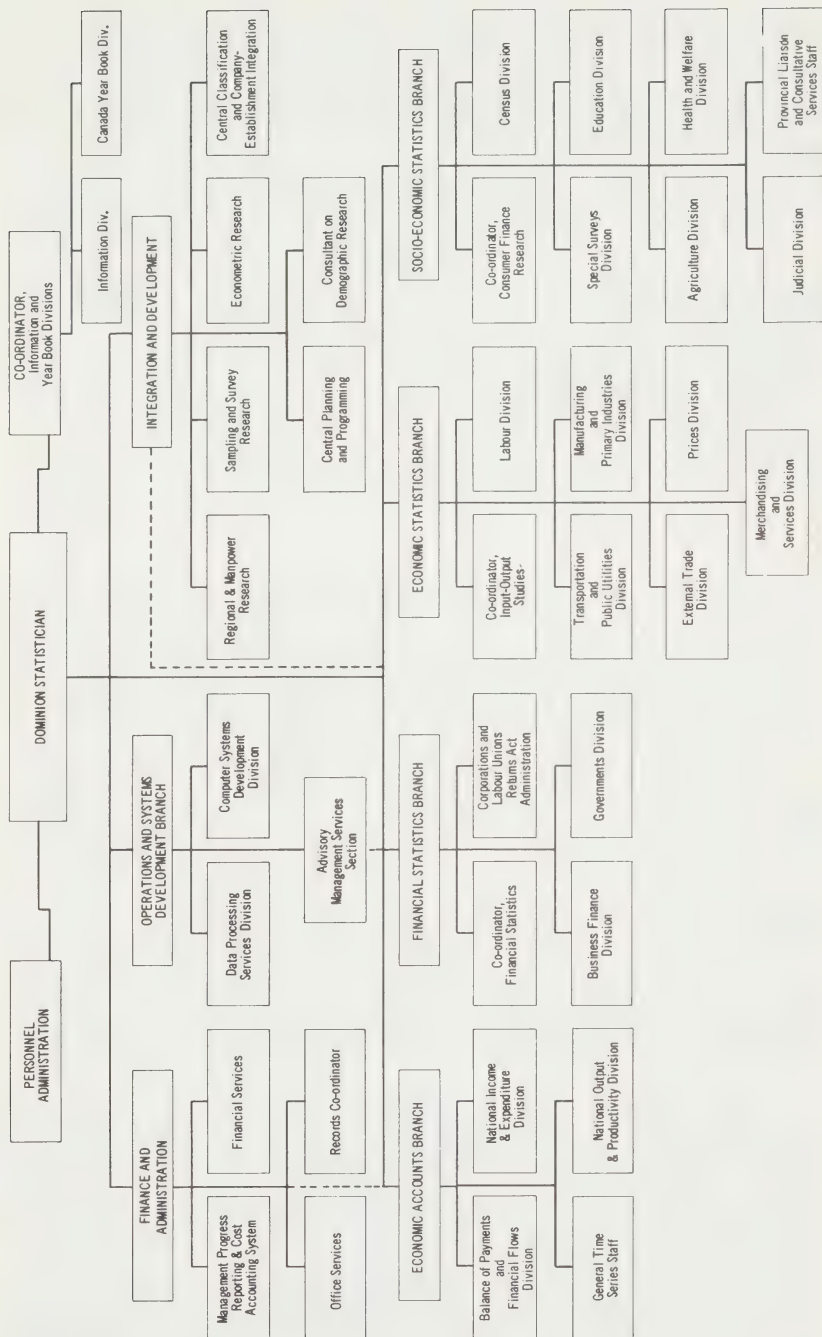 PERSONNEL
ADMINISTRATION
DOMINION STATISTICIAN
CO-ORDINATOR,
Information and
Year Book Divisions
Information Div.
Canada Year Book Div.
FINANCE AND
ADMINISTRATION
Management Progress
Reporting & Cost
Accounting System
Financial Services
Office Services
Records Co-ordinator
OPERATIONS AND SYSTEMS
DEVELOPMENT BRANCH
Data Processing
Services Division
Computer Systems
Development
Division
Advisory
Management Services
Section
INTEGRATION AND DEVELOPMENT
Regional & Manpower
Research
Sampling and Survey
Research
Econometric Research
Central Classification
and Company-
Establishment Integration
Central Planning
and Programming
Consultant on
Demographic Research
ECONOMIC ACCOUNTS BRANCH
Balance of Payments
and
Financial Flows
Division
National Income
& Expenditure
Division
General Time
Series Staff
National Output
& Productivity Division
FINANCIAL STATISTICS BRANCH
Co-ordinator,
Financial Statistics
Corporations and
Labour Unions
Returns Act
Administration
Business Finance
Division
Governments Division
ECONOMIC STATISTICS BRANCH
Co-ordinator,
Input-Output
Studies-
Labour Division
Transportation
and
Public Utilities
Division
Manufacturing
and
Primary Industries
Division
External Trade
Division
Prices Division
Merchandising
and
Services Division
SOCIO-ECONOMIC STATISTICS BRANCH
Co-ordinator,
Consumer Finance
Research
Census Division
Special Surveys
Division
Education Division
Agriculture Division
Health and Welfare
Division
Judicial Division
Provincial Liaison
and Consultative
Services Staff